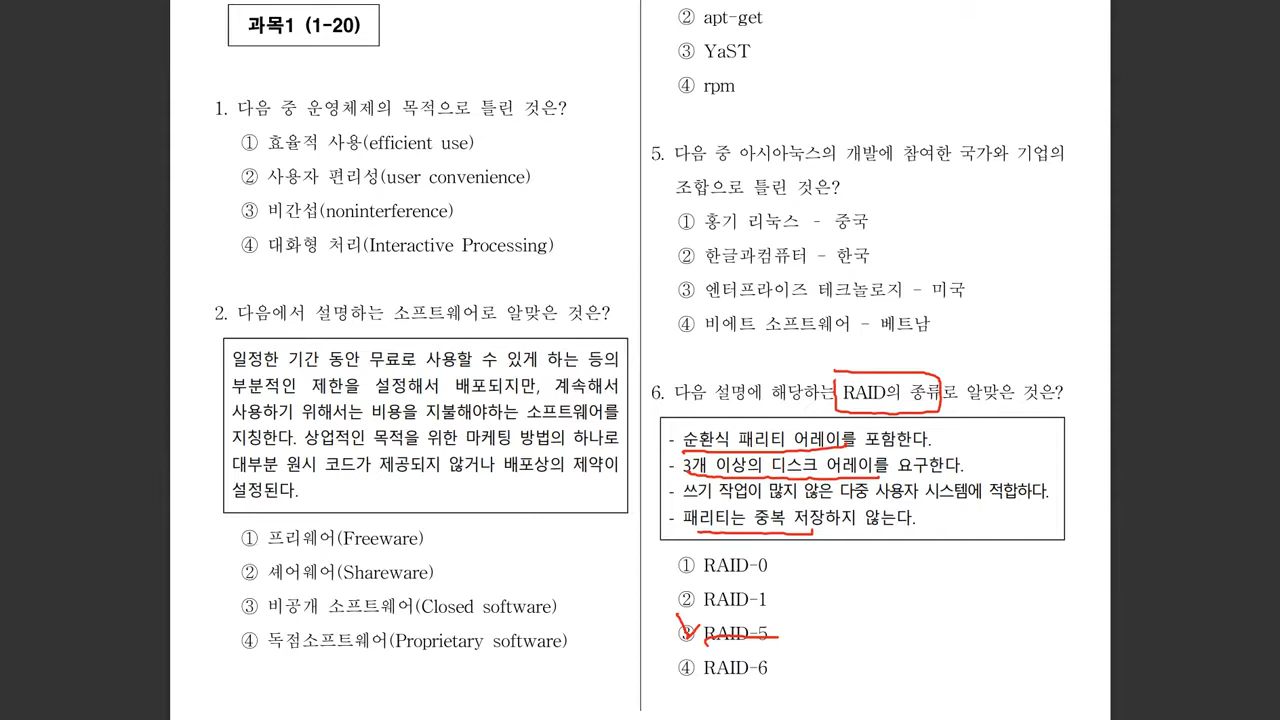 과목1 (1-20)
1. 다음 중 운영체제의 목적으로 틀린 것은?
① 효율적 사용(efficient use)
② 사용자 편리성(user convenience)
③ 비간섭(noninterference)
④ 대화형 처리(Interactive Processing)
2. 다음에서 설명하는 소프트웨어로 알맞은 것은?
일정한 기간 동안 무료로 사용할 수 있게 하는 등의
부분적인 제한을 설정해서 배포되지만, 계속해서
사용하기 위해서는 비용을 지불해야하는 소프트웨어를
지칭한다. 상업적인 목적을 위한 마케팅 방법의 하나로
대부분 원시 코드가 제공되지 않거나 배포상의 제약이
설정된다.
① 프리웨어(Freeware)
② 셰어웨어(Shareware)
③ 비공개 소프트웨어(Closed software)
④ 독점소프트웨어(Proprietary software)
② apt-get
③ YaST
④ rpm
5. 다음 중 아시아눅스의 개발에 참여한 국가와 기업의
조합으로 틀린 것은?
① 홍기 리눅스 - 중국
② 한글과컴퓨터 - 한국
③ 엔터프라이즈 테크놀로지 - 미국
④ 비에트 소프트웨어 - 베트남
6. 다음 설명에 해당하는 RAID의 종류로 알맞은 것은?
- 순환식 패리티 어레이를 포함한다.
- 3개 이상의 디스크 어레이를 요구한다.
- 쓰기 작업이 많지 않은 다중 사용자 시스템에 적합하다.
- 패리티는 중복 저장하지 않는다.
① RAID-0
② RAID-1
③ RAID-5
④ RAID-6